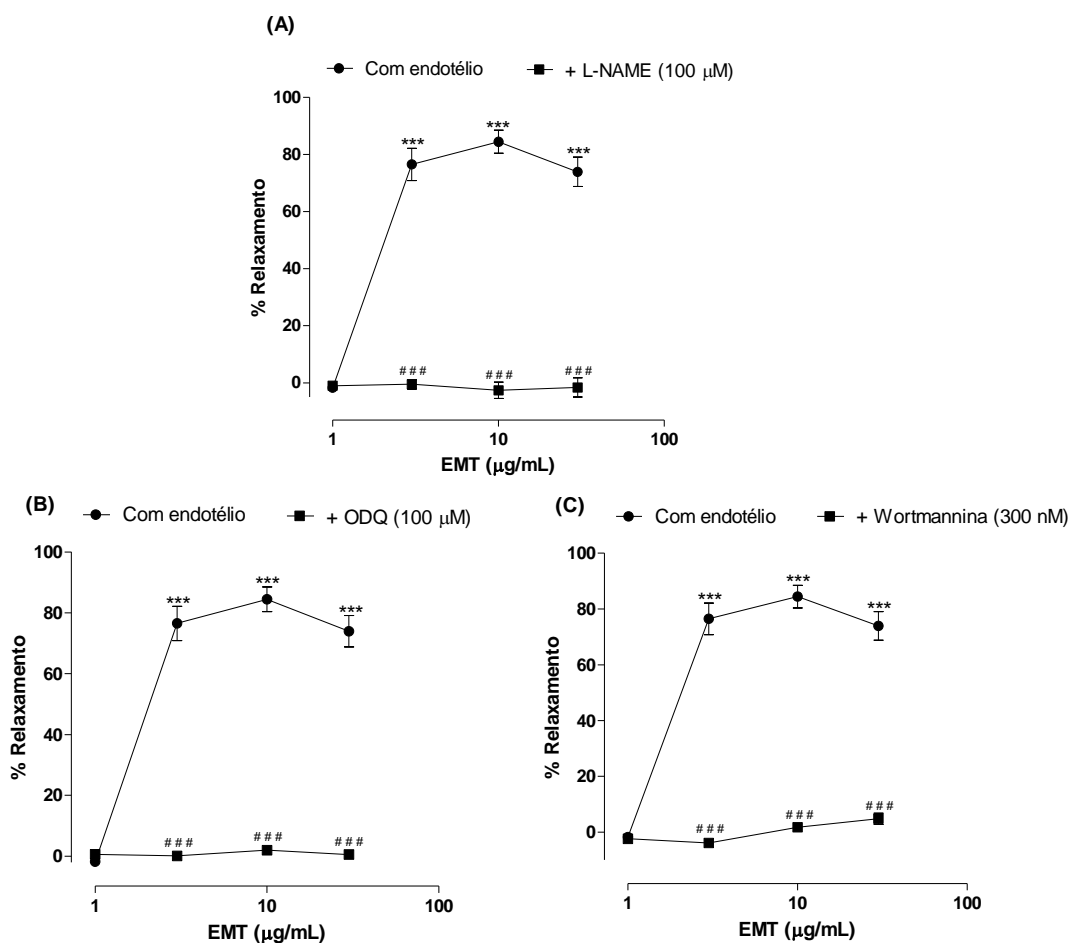 (A)
Com endotélio + L-NAME (100 μM)
100
80
60
40
20
0
% Relaxamento
***
***
***
###
###
###
1 10 100
EMT (μg/mL)
(B)
Com endotélio + ODQ (100 μM)
100
80
60
40
20
0
% Relaxamento
***
***
***
###
###
###
1 10 100
EMT (μg/mL)
(C)
Com endotélio + Wortmannina (300 nM)
100
80
60
40
20
0
% Relaxamento
***
***
***
###
###
###
1 10 100
EMT (μg/mL)